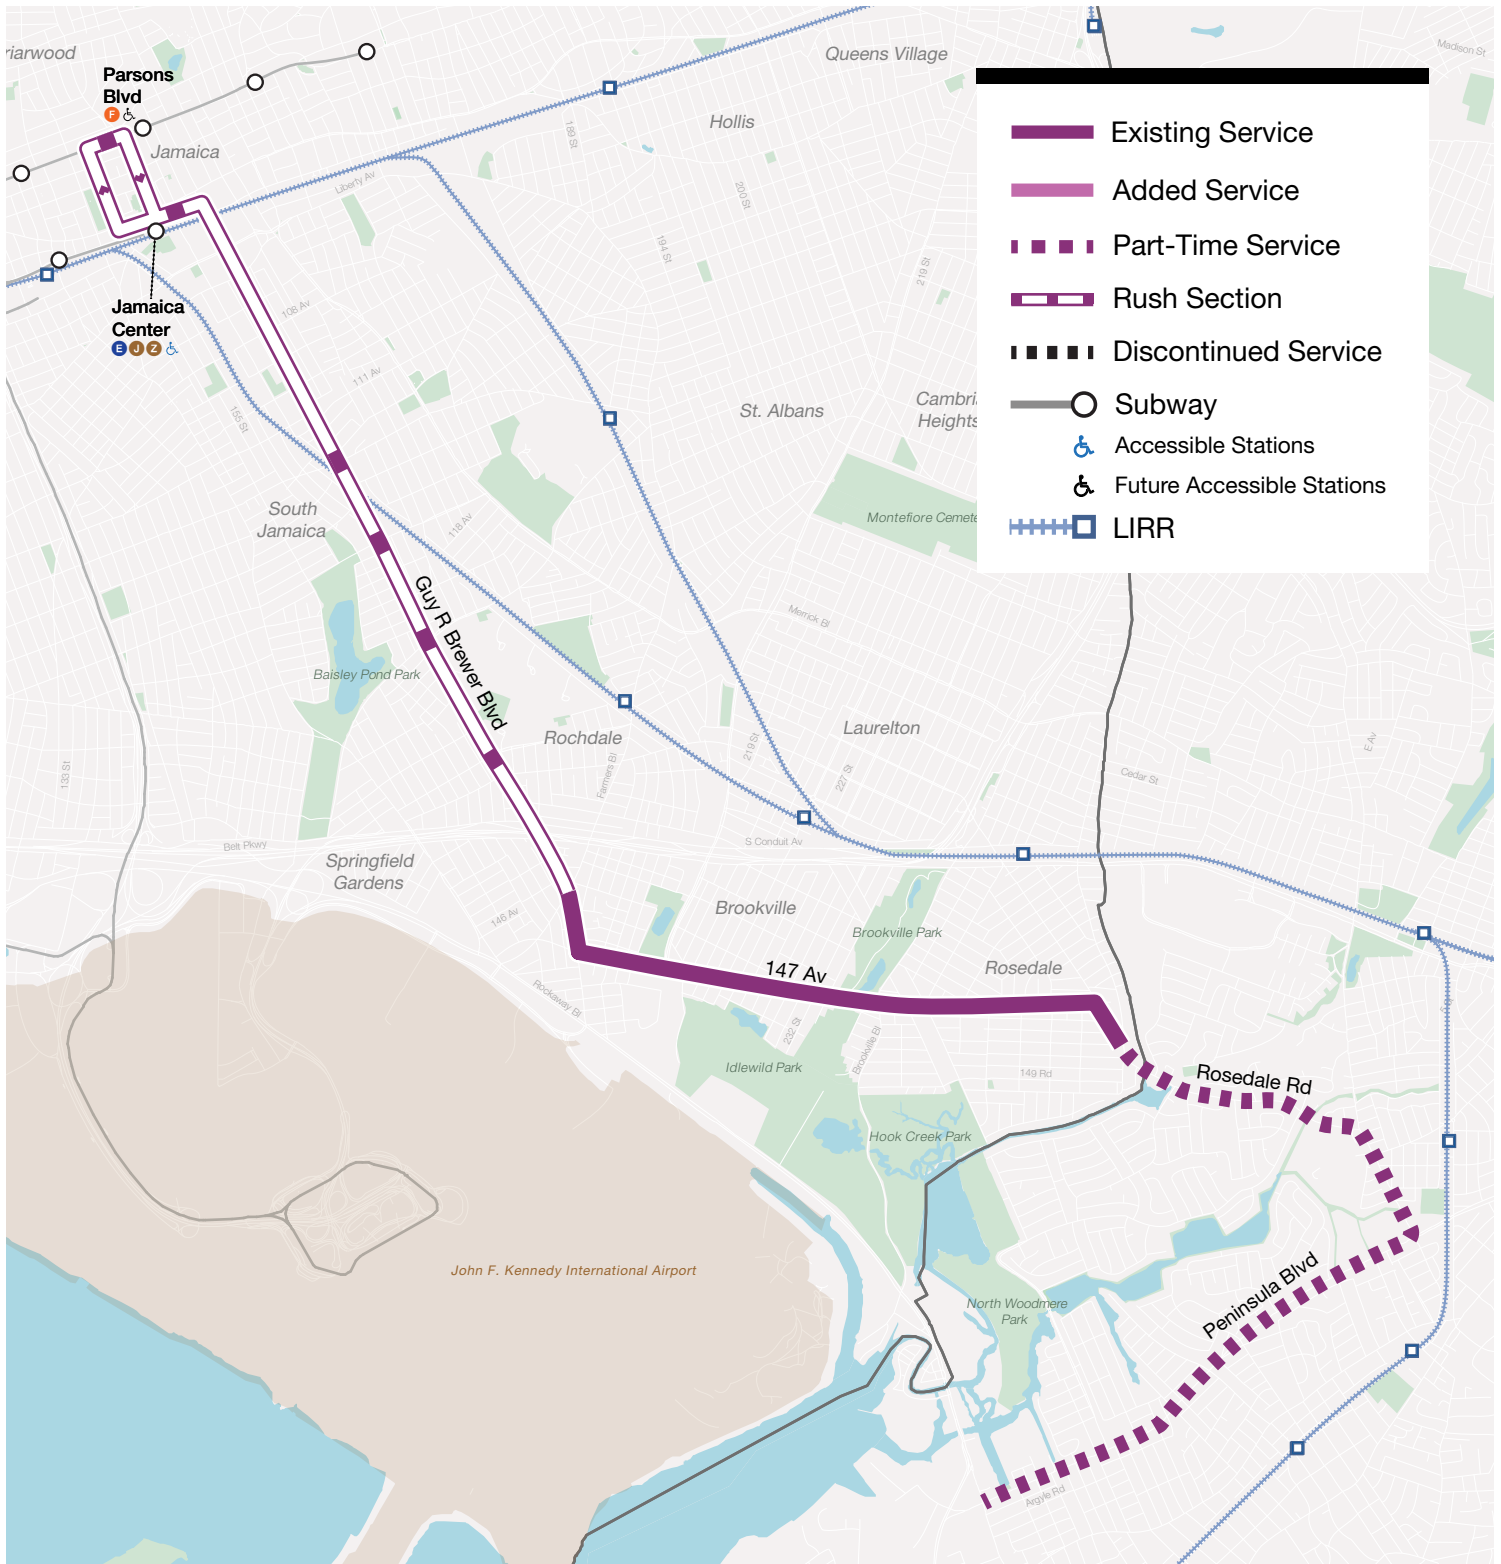 riarwood
Parsons
Blvd
F
Jamaica
Queens Village
Hollis
Madison St
189 St
Liberty Av
200 St
194 St
219 St
Jamaica
Center
E J Z
108 Av
111 Av
155 St
St. Albans
Cambri
Heights
Existing Service
Added Service
Part-Time Service
Rush Section
Discontinued Service
Subway
Accessible Stations
Future Accessible Stations
LIRR
South
Jamaica
118 Av
Montefiore Cemete
Guy R Brewer Blvd
Merrick Bl
Baisley Pond Park
Rochdale
Laurelton
219 St
227 St
Farmers Bl
133 St
E Av
Cedar St
Belt Pkwy
S Conduit Av
Springfield
Gardens
146 Av
Brookville
Brookville Park
147 Av
Rosedale
Rockaway Bl
232 St
Brookville Bl
Idlewild Park
149 Rd
Rosedale Rd
Hook Creek Park
John F. Kennedy International Airport
North Woodmere
Park
Peninsula Blvd
Argyle Rd